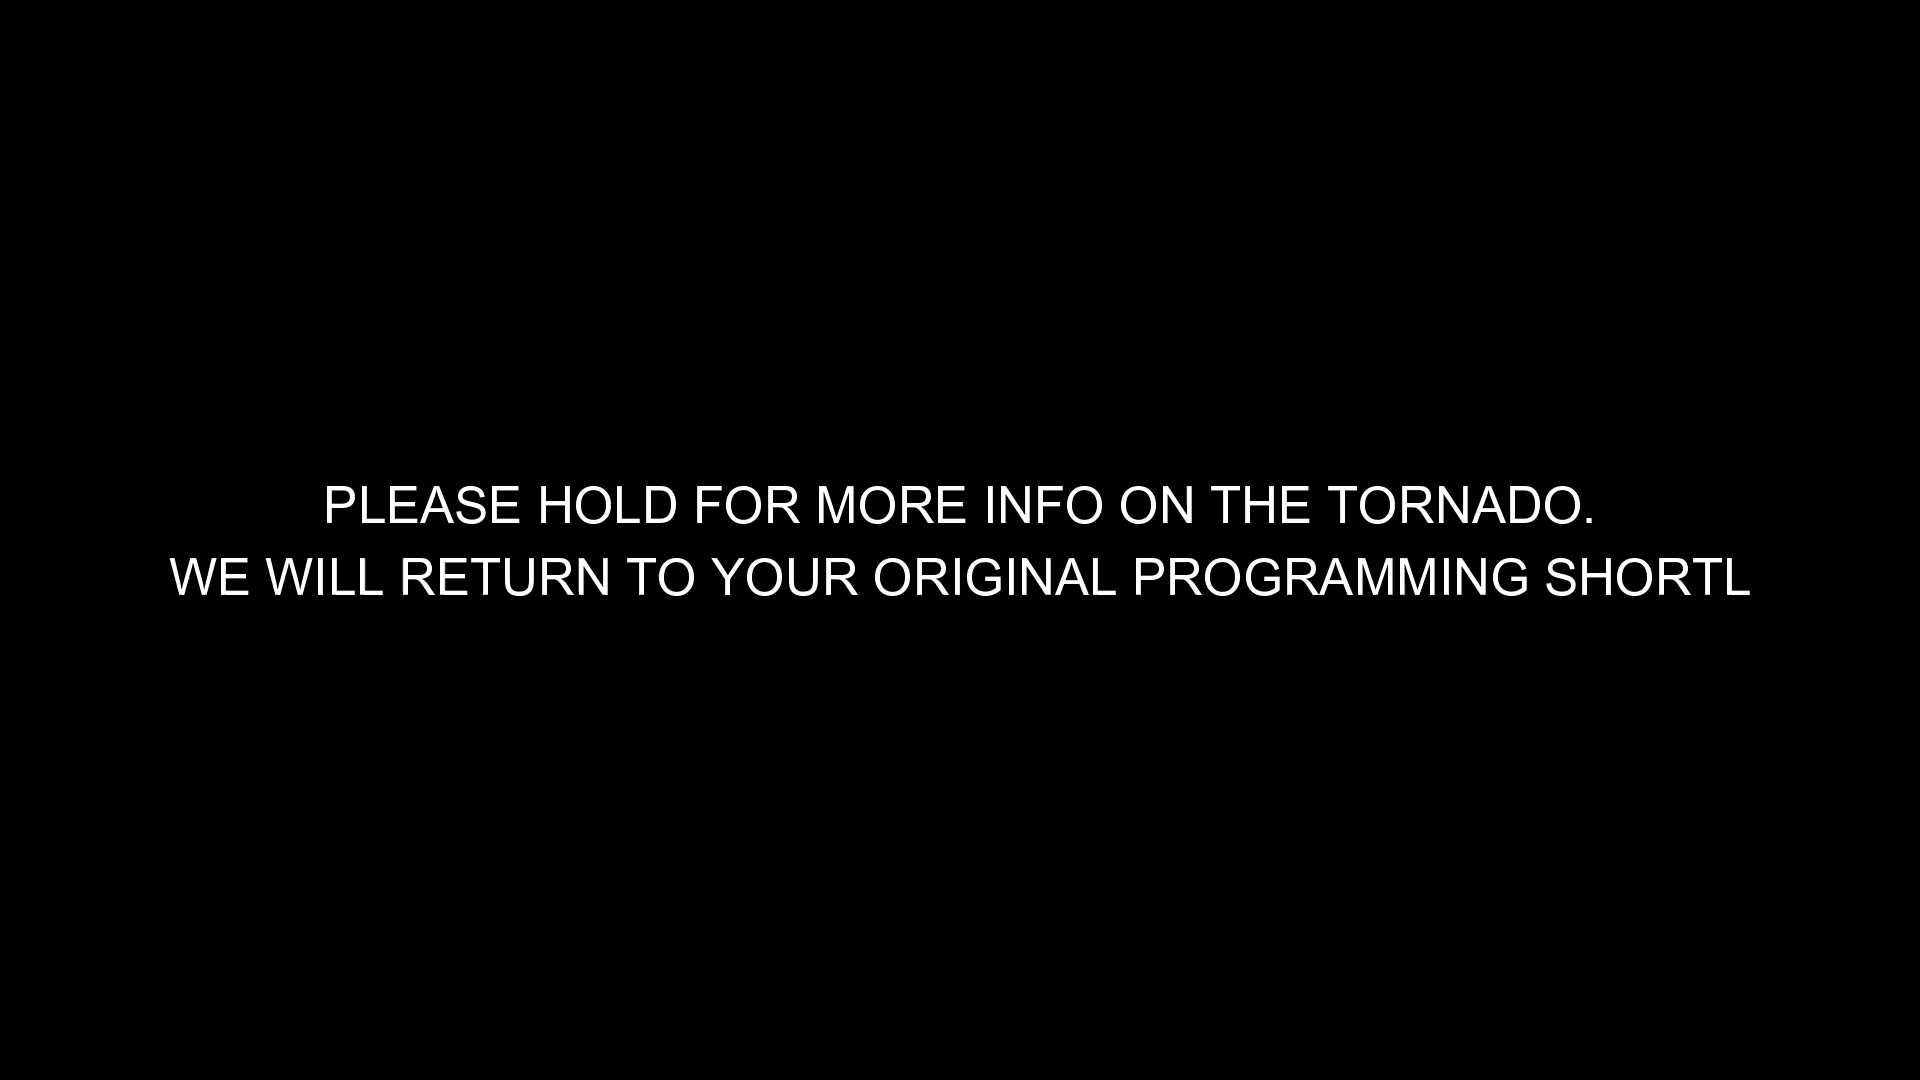 PLEASE HOLD FOR MORE INFO ON THE TORNADO.
WE WILL RETURN TO YOUR ORIGINAL PROGRAMMING SHORTL